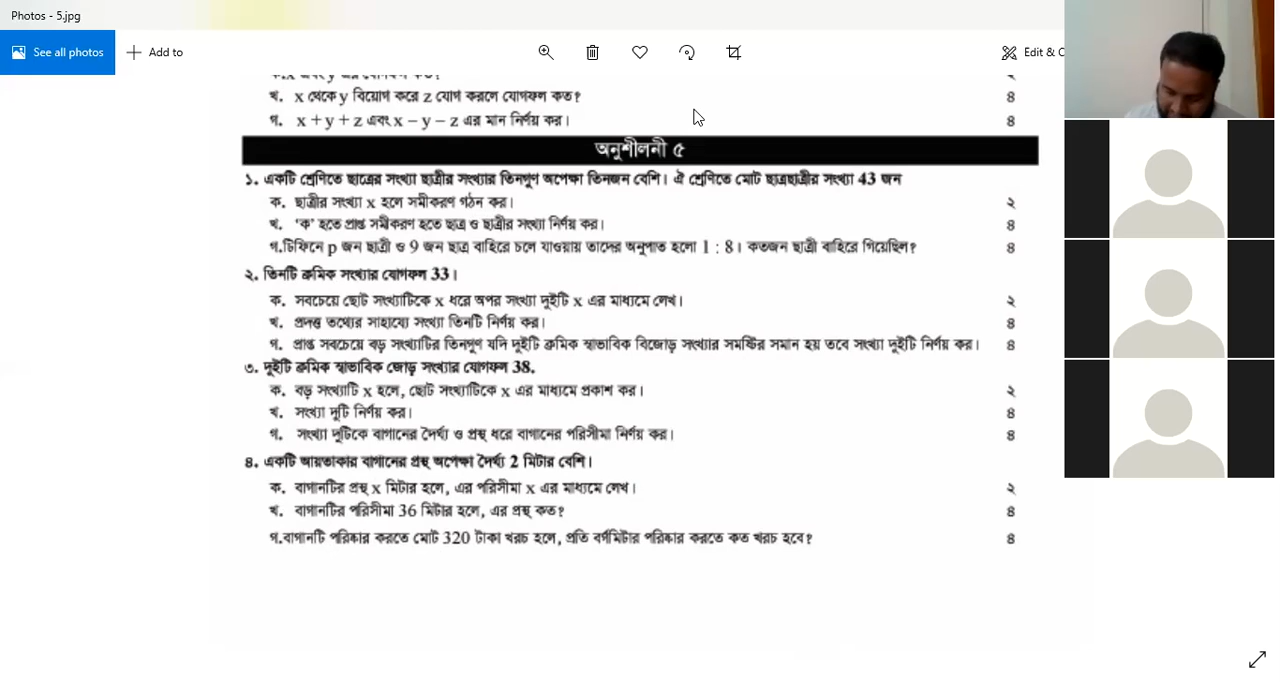 Photos - 5.jpg
See all photos
Add to
Edit & C
ক.x এবং y এর যোগফল কত? ২
খ. x থেকে y বিয়োগ করে z যোগ করলে যোগফল কত? ৪
গ. x + y + z এবং x − y − z এর মান নির্ণয় কর। ৪
অনুশীলনী ৫
১. একটি শ্রেণিতে ছাত্রের সংখ্যা ছাত্রীর সংখ্যার তিনগুণ অপেক্ষা তিনজন বেশি। ঐ শ্রেণিতে মোট ছাত্রছাত্রীর সংখ্যা 43 জন
ক. ছাত্রীর সংখ্যা x হলে সমীকরণ গঠন কর। ২
খ. ‘ক’ হতে প্রাপ্ত সমীকরণ হতে ছাত্র ও ছাত্রীর সংখ্যা নির্ণয় কর। ৪
গ.টিফিনে p জন ছাত্রী ও 9 জন ছাত্র বাহিরে চলে যাওয়ায় তাদের অনুপাত হলো 1 : 8। কতজন ছাত্রী বাহিরে গিয়েছিল? ৪
২. তিনটি ক্রমিক সংখ্যার যোগফল 33।
ক. সবচেয়ে ছোট সংখ্যাটিকে x ধরে অপর সংখ্যা দুইটি x এর মাধ্যমে লেখ। ২
খ. প্রদত্ত তথ্যের সাহায্যে সংখ্যা তিনটি নির্ণয় কর। ৪
গ. প্রাপ্ত সবচেয়ে বড় সংখ্যাটির তিনগুণ যদি দুইটি ক্রমিক স্বাভাবিক বিজোড় সংখ্যার সমষ্টির সমান হয় তবে সংখ্যা দুইটি নির্ণয় কর। ৪
৩. দুইটি ক্রমিক স্বাভাবিক জোড় সংখ্যার যোগফল 38.
ক. বড় সংখ্যাটি x হলে, ছোট সংখ্যাটিকে x এর মাধ্যমে প্রকাশ কর। ২
খ. সংখ্যা দুটি নির্ণয় কর। ৪
গ. সংখ্যা দুটিকে বাগানের দৈর্ঘ্য ও প্রস্থ ধরে বাগানের পরিসীমা নির্ণয় কর। ৪
৪. একটি আয়তাকার বাগানের প্রস্থ অপেক্ষা দৈর্ঘ্য 2 মিটার বেশি।
ক. বাগানটির প্রস্থ x মিটার হলে, এর পরিসীমা x এর মাধ্যমে লেখ। ২
খ. বাগানটির পরিসীমা 36 মিটার হলে, এর প্রস্থ কত? ৪
গ.বাগানটি পরিষ্কার করতে মোট 320 টাকা খরচ হলে, প্রতি বর্গমিটার পরিষ্কার করতে কত খরচ হবে? ৪